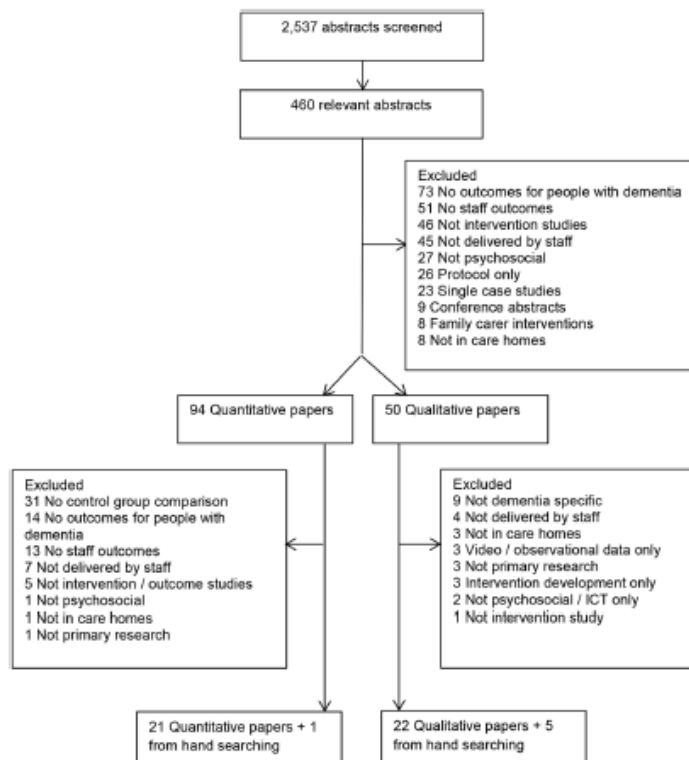 2,537 abstracts screened
460 relevant abstracts
Excluded
73 No outcomes for people with dementia
51 No staff outcomes
46 Not intervention studies
45 Not delivered by staff
27 Not psychosocial
26 Protocol only
23 Single case studies
9 Conference abstracts
8 Family carer interventions
8 Not in care homes
94 Quantitative papers
50 Qualitative papers
Excluded
31 No control group comparison
14 No outcomes for people with
dementia
13 No staff outcomes
7 Not delivered by staff
5 Not intervention / outcome studies
1 Not psychosocial
1 Not in care homes
1 Not primary research
Excluded
9 Not dementia specific
4 Not delivered by staff
3 Not in care homes
3 Video / observational data only
3 Not primary research
3 Intervention development only
2 Not psychosocial / ICT only
1 Not intervention study
21 Quantitative papers + 1
from hand searching
22 Qualitative papers + 5
from hand searching